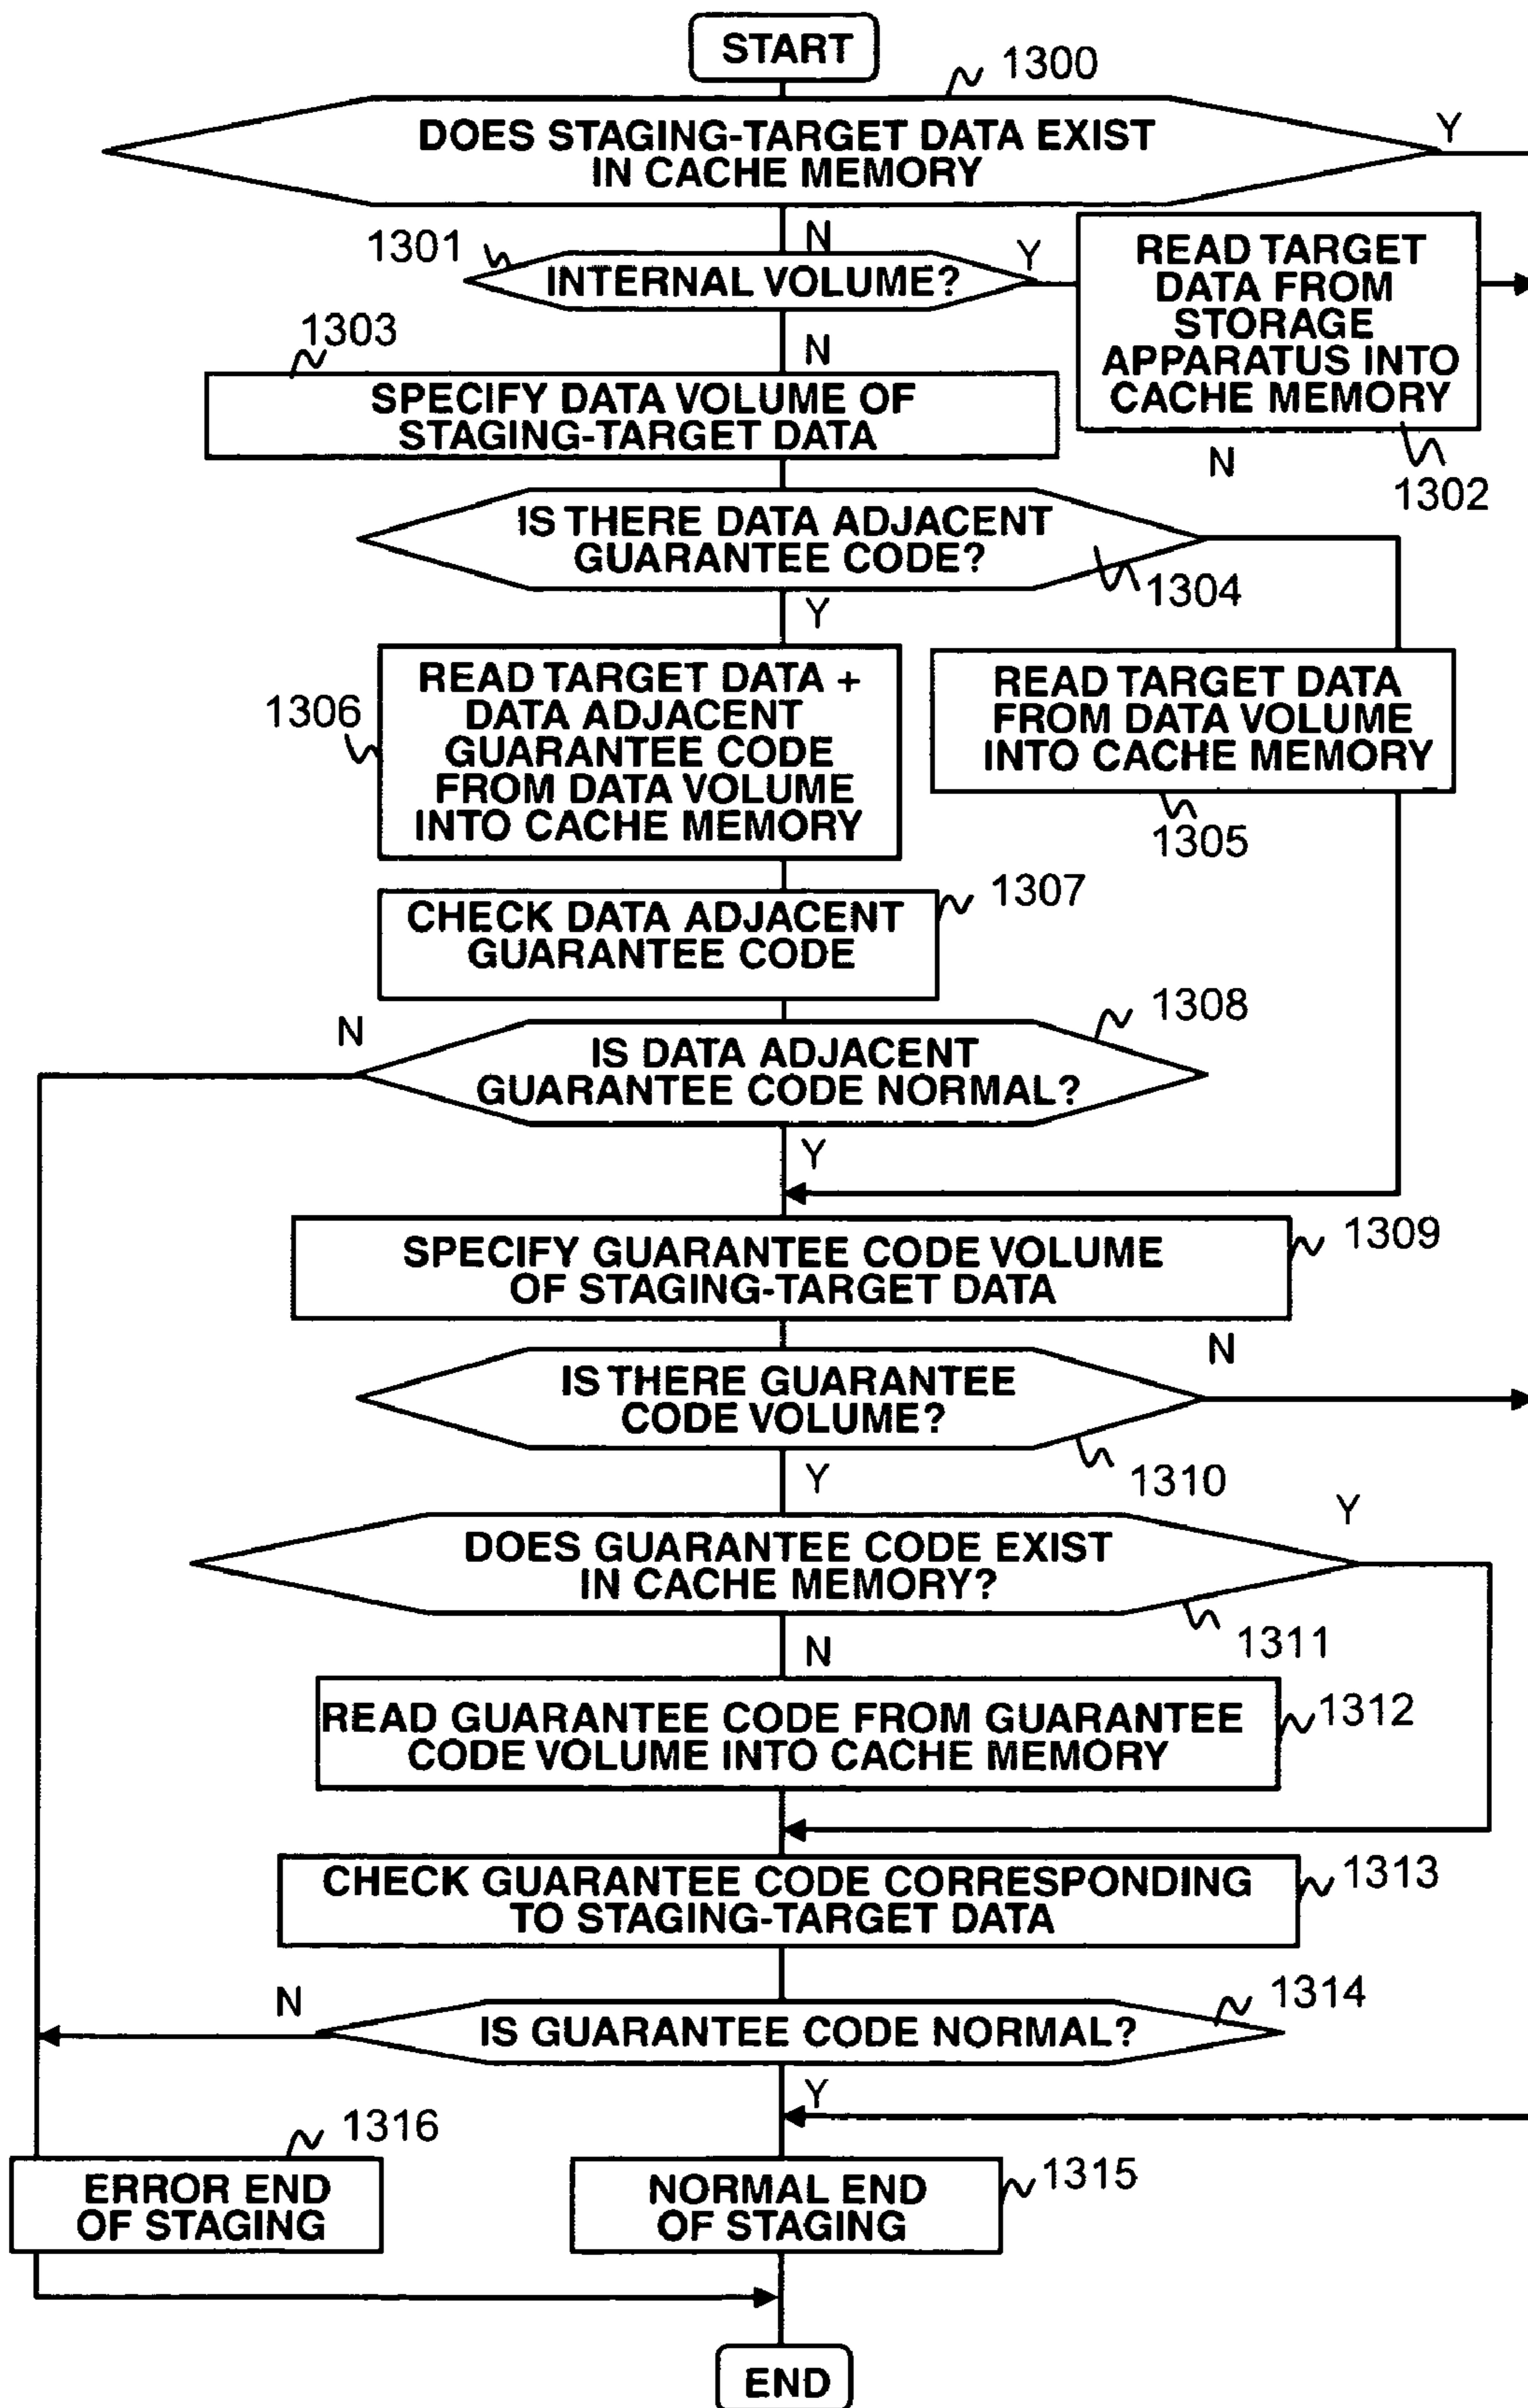 START
1300
DOES STAGING-TARGET DATA EXIST
IN CACHE MEMORY
Y
N
1301
INTERNAL VOLUME?
Y
READ TARGET
DATA FROM
STORAGE
APPARATUS INTO
CACHE MEMORY
1302
N
1303
SPECIFY DATA VOLUME OF
STAGING-TARGET DATA
N
IS THERE DATA ADJACENT
GUARANTEE CODE?
1304
Y
READ TARGET DATA +
DATA ADJACENT
GUARANTEE CODE
FROM DATA VOLUME
INTO CACHE MEMORY
1306
READ TARGET DATA
FROM DATA VOLUME
INTO CACHE MEMORY
1305
CHECK DATA ADJACENT
GUARANTEE CODE
1307
N
IS DATA ADJACENT
GUARANTEE CODE NORMAL?
1308
Y
SPECIFY GUARANTEE CODE VOLUME
OF STAGING-TARGET DATA
1309
N
IS THERE GUARANTEE
CODE VOLUME?
1310
Y
Y
DOES GUARANTEE CODE EXIST
IN CACHE MEMORY?
1311
N
READ GUARANTEE CODE FROM GUARANTEE
CODE VOLUME INTO CACHE MEMORY
1312
CHECK GUARANTEE CODE CORRESPONDING
TO STAGING-TARGET DATA
1313
N
IS GUARANTEE CODE NORMAL?
1314
Y
1316
ERROR END
OF STAGING
NORMAL END
OF STAGING
1315
END